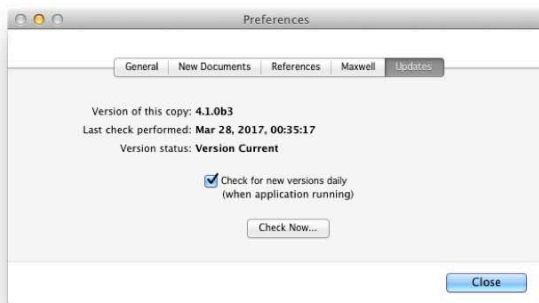 Preferences
General New Documents References Maxwell Updates
Version of this copy: 4.1.0b3
Last check performed: Mar 28, 2017, 00:35:17
Version status: Version Current
Check for new versions daily
(when application running)
Check Now...
Close